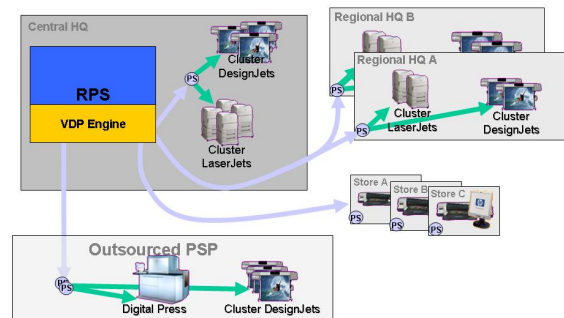 Central HQ
RPS
VDP Engine
PS
Cluster
DesignJets
Cluster
LaserJets
Regional HQ B
PS
Regional HQ A
PS
Cluster
LaserJets
Cluster
DesignJets
Store A
PS
Store B
PS
Store C
PS
Outsourced PSP
PS
PS
Digital Press
Cluster DesignJets